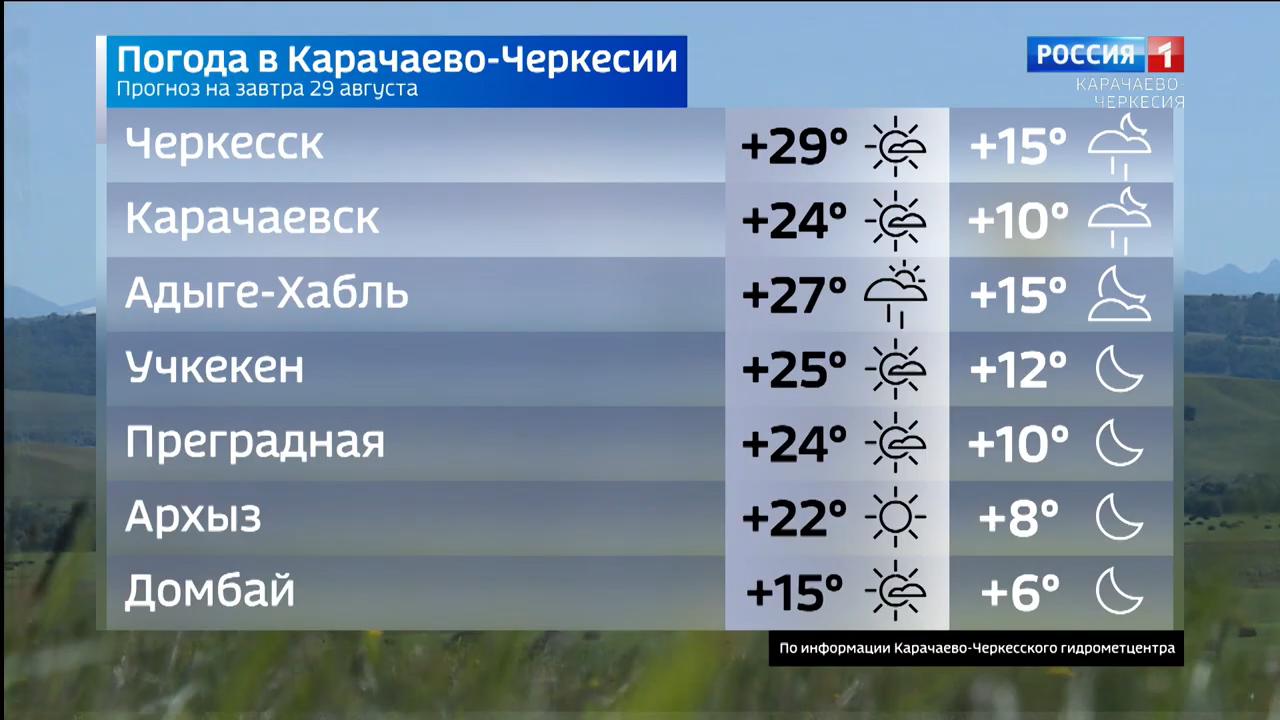 Погода в Карачаево-Черкесии
Прогноз на завтра 29 августа
РОССИЯ 1
КАРАЧАЕВО-
ЧЕРКЕСИЯ
Черкесск +29° +15°
Карачаевск +24° +10°
Адыге-Хабль +27° +15°
Учкекен +25° +12°
Преградная +24° +10°
Архыз +22° +8°
Домбай +15° +6°
По информации Карачаево-Черкесского гидрометцентра